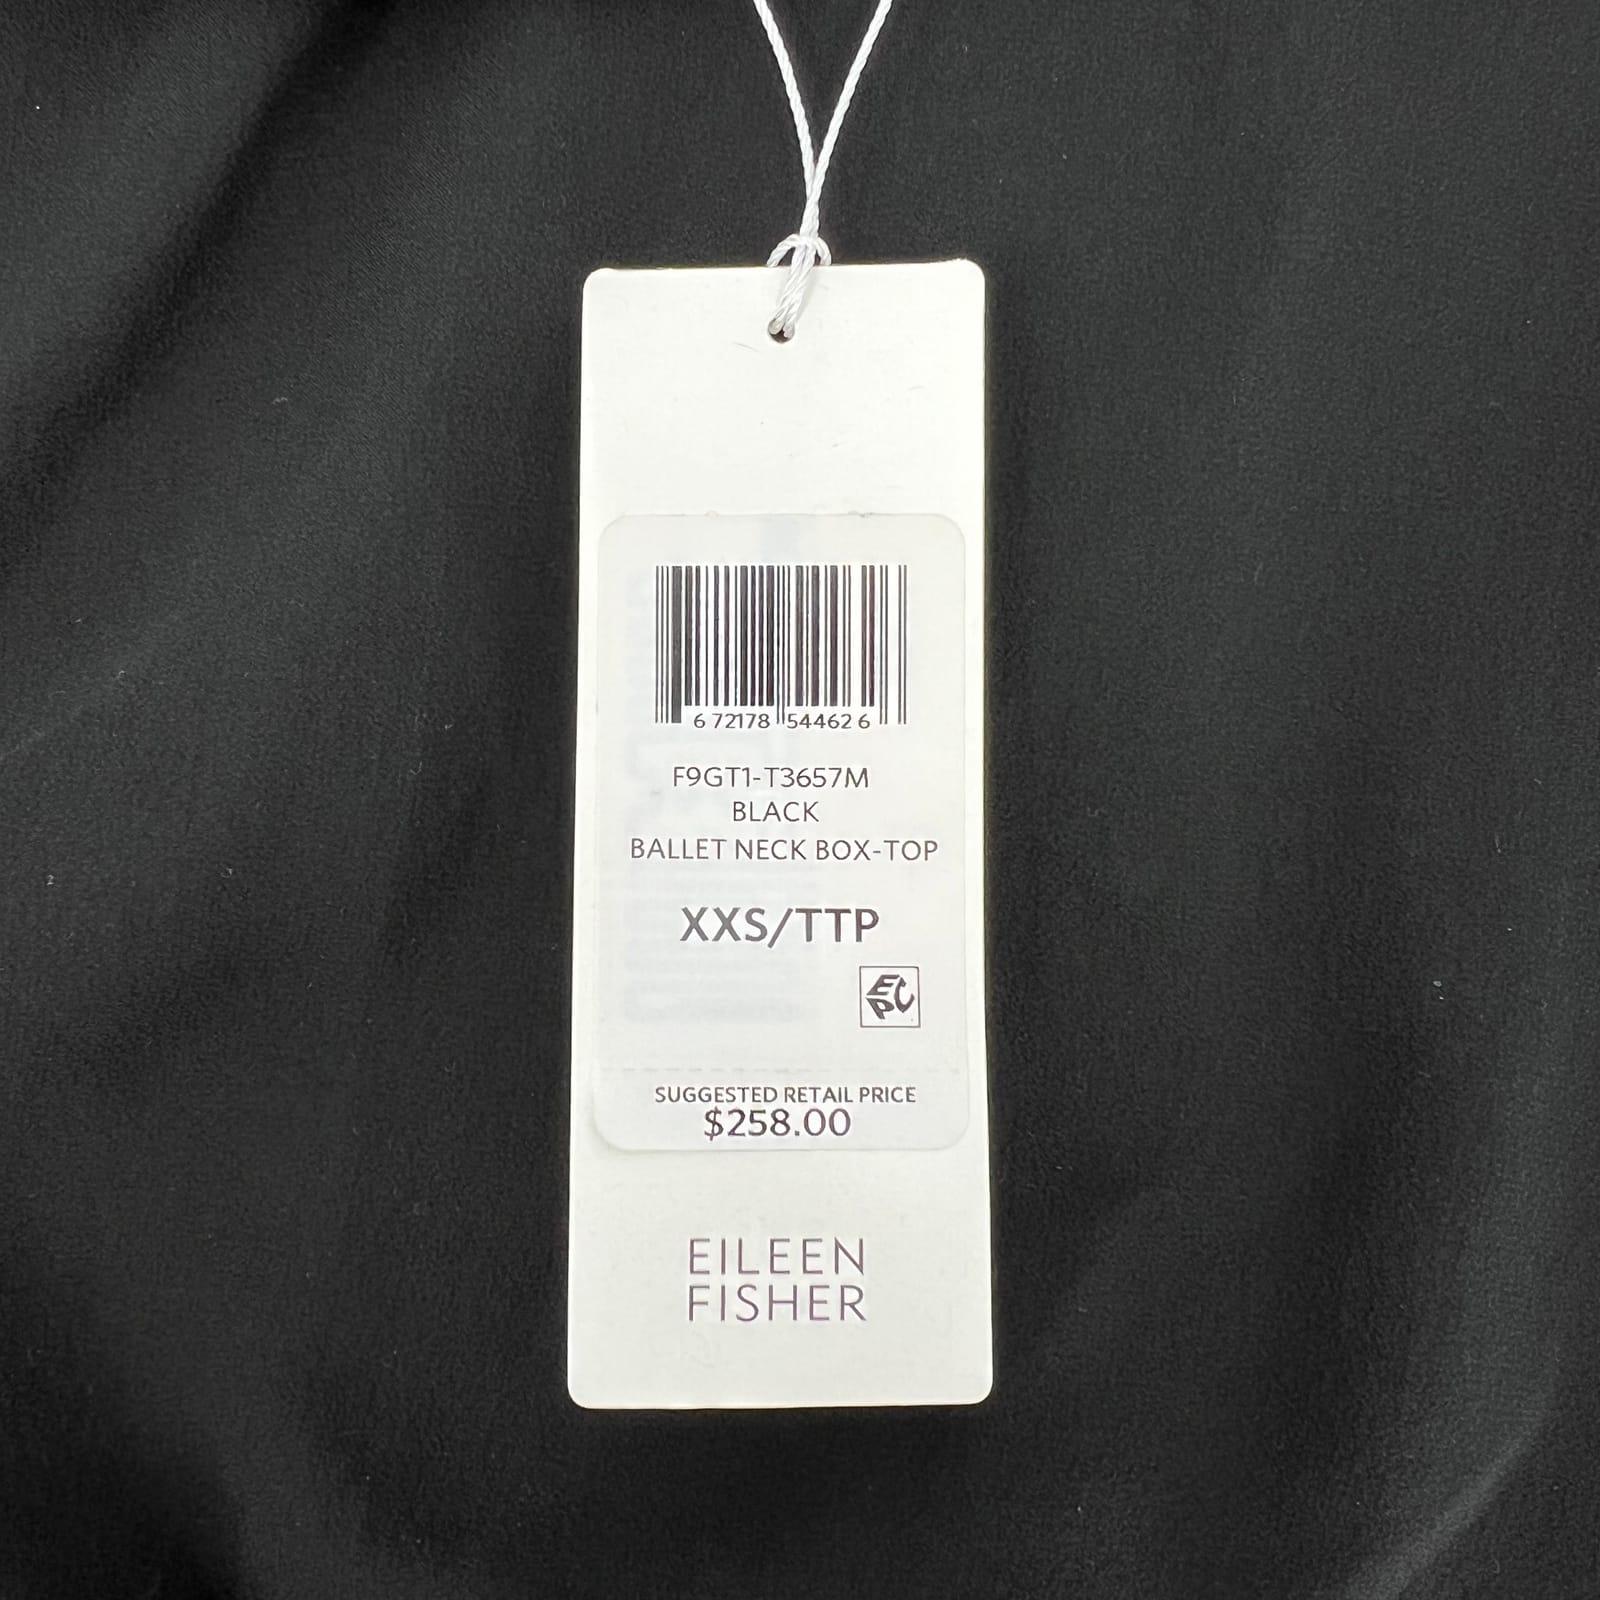 6 72178 54462 6
F9GT1-T3657M
BLACK
BALLET NECK BOX-TOP
XXS/TTP
EPC
SUGGESTED RETAIL PRICE
$258.00
EILEEN
FISHER